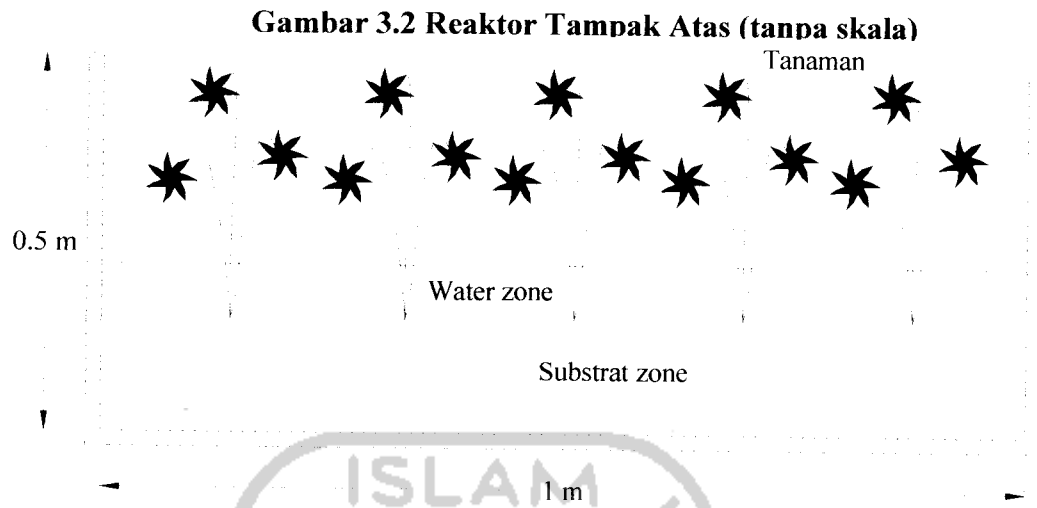 Gambar 3.2 Reaktor Tampak Atas (tanpa skala)
Tanaman
0.5 m
Water zone
Substrat zone
ISLAM
1 m